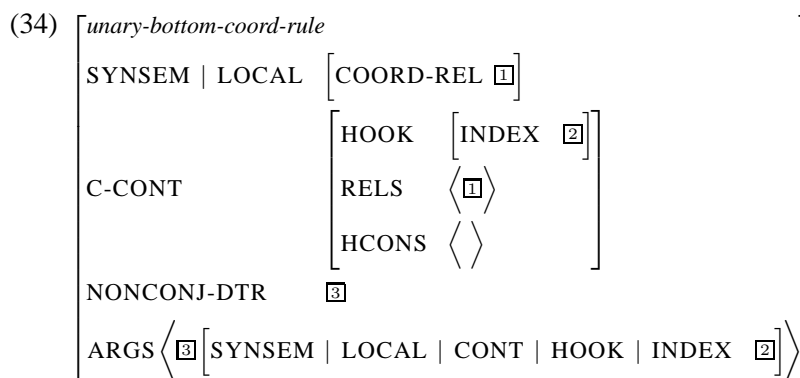 (34) unary-bottom-coord-rule
SYNSEM | LOCAL [COORD-REL 1]
HOOK [INDEX 2]
C-CONT RELS ⟨1⟩
HCONS ⟨ ⟩
NONCONJ-DTR 3
ARGS ⟨3[SYNSEM | LOCAL | CONT | HOOK | INDEX 2]⟩